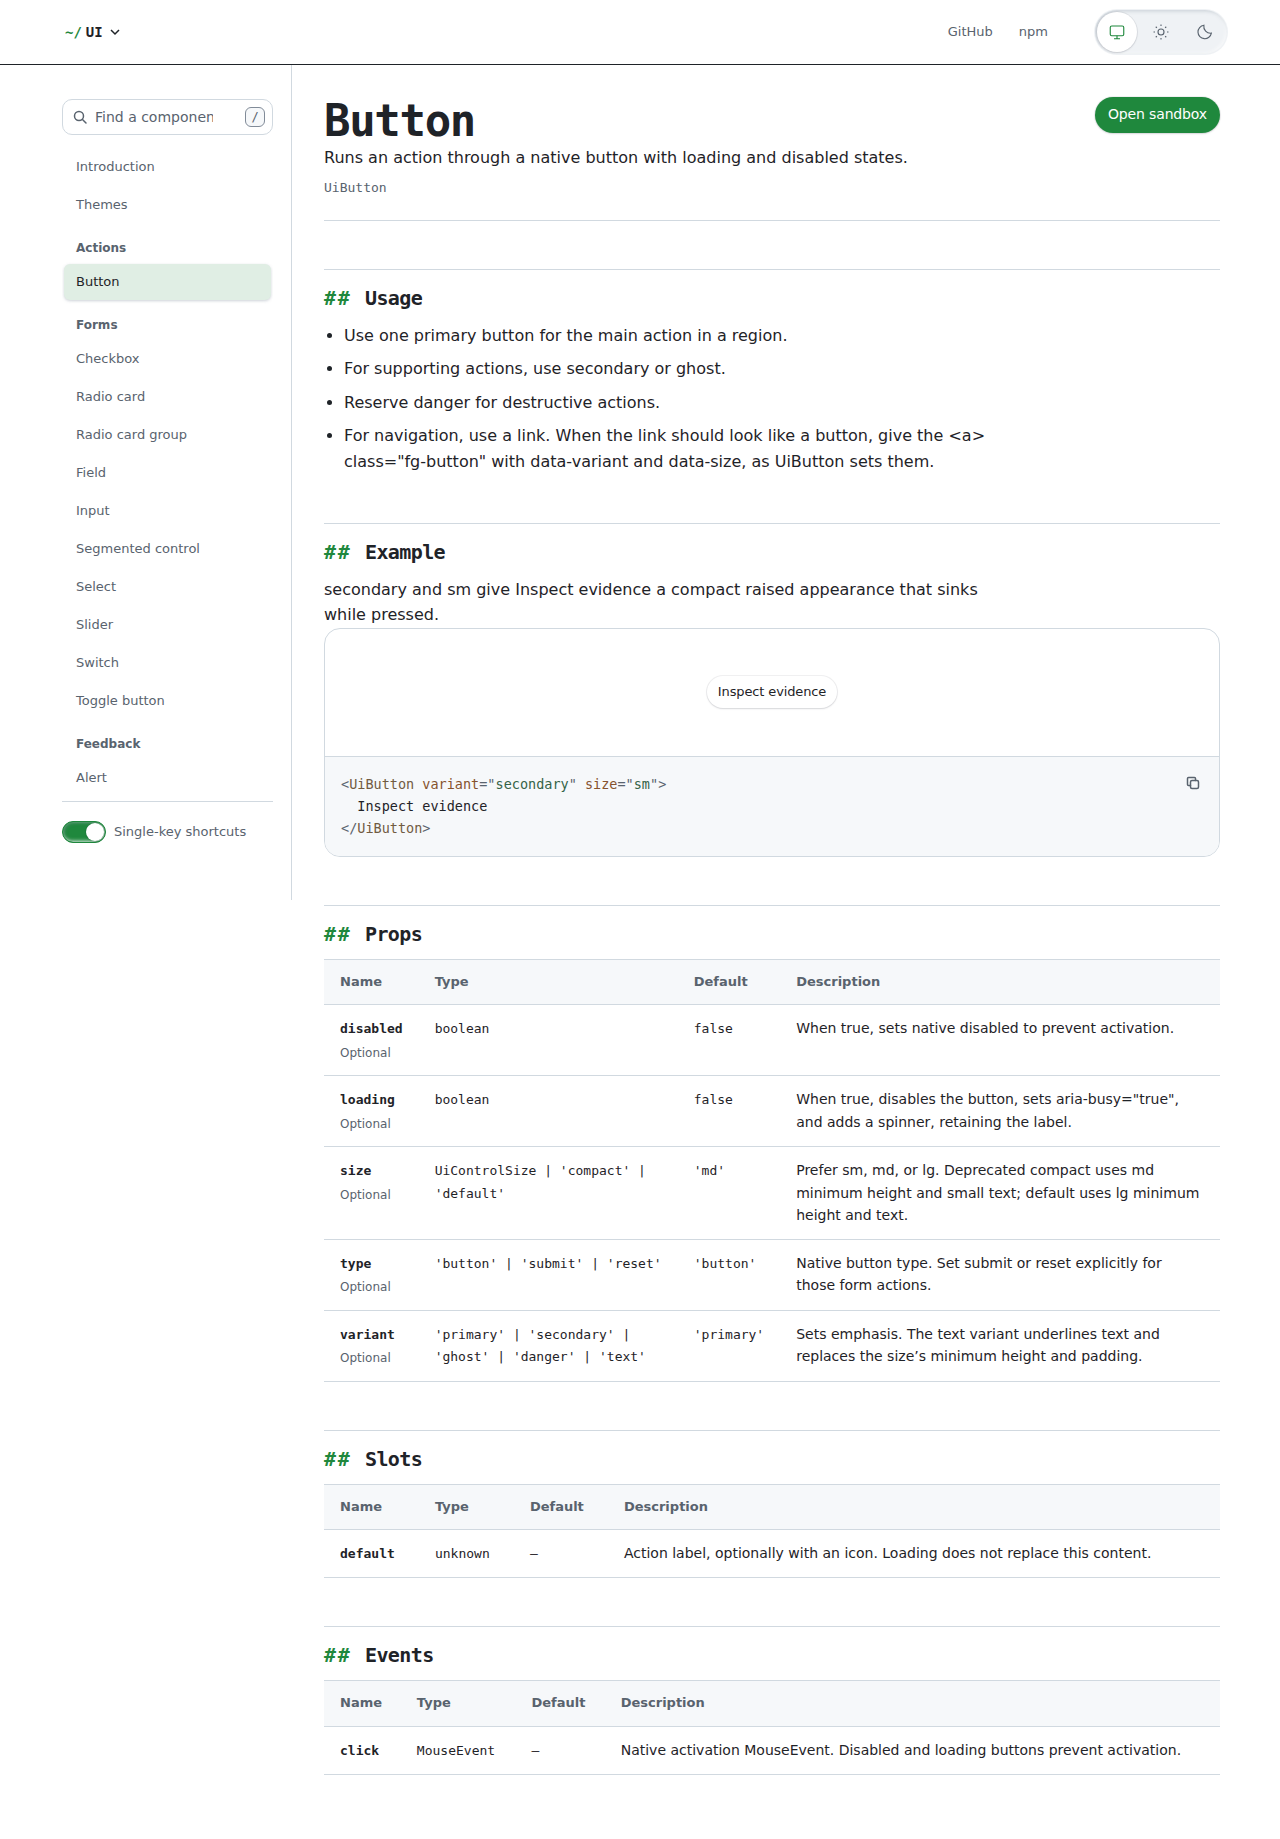 ~/ UI
GitHub npm
Find a componen /
Introduction
Themes
Actions
Button
Forms
Checkbox
Radio card
Radio card group
Field
Input
Segmented control
Select
Slider
Switch
Toggle button
Feedback
Alert
Single-key shortcuts
Button
Open sandbox
Runs an action through a native button with loading and disabled states.
UiButton
## Usage
• Use one primary button for the main action in a region.
• For supporting actions, use secondary or ghost.
• Reserve danger for destructive actions.
• For navigation, use a link. When the link should look like a button, give the <a>
class="fg-button" with data-variant and data-size, as UiButton sets them.
## Example
secondary and sm give Inspect evidence a compact raised appearance that sinks
while pressed.
Inspect evidence
<UiButton variant="secondary" size="sm">
  Inspect evidence
</UiButton>
## Props
Name Type Default Description
disabled boolean false When true, sets native disabled to prevent activation.
Optional
loading boolean false When true, disables the button, sets aria-busy="true",
Optional and adds a spinner, retaining the label.
size UiControlSize | 'compact' | 'md' Prefer sm, md, or lg. Deprecated compact uses md
Optional 'default' minimum height and small text; default uses lg minimum
height and text.
type 'button' | 'submit' | 'reset' 'button' Native button type. Set submit or reset explicitly for
Optional those form actions.
variant 'primary' | 'secondary' | 'primary' Sets emphasis. The text variant underlines text and
Optional 'ghost' | 'danger' | 'text' replaces the size’s minimum height and padding.
## Slots
Name Type Default Description
default unknown — Action label, optionally with an icon. Loading does not replace this content.
## Events
Name Type Default Description
click MouseEvent — Native activation MouseEvent. Disabled and loading buttons prevent activation.